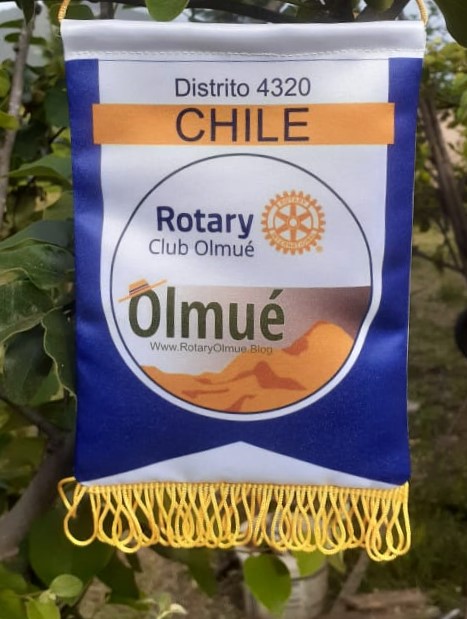 Distrito 4320
CHILE
Rotary
Club Olmué
Olmué
Www.RotaryOlmue.Blog